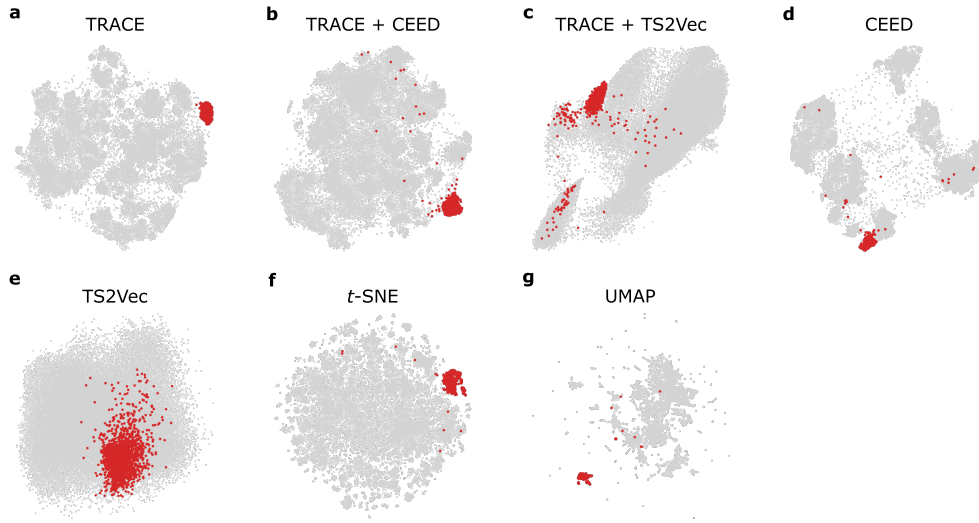 a TRACE
b TRACE + CEED
c TRACE + TS2Vec
d CEED
e TS2Vec
f t-SNE
g UMAP